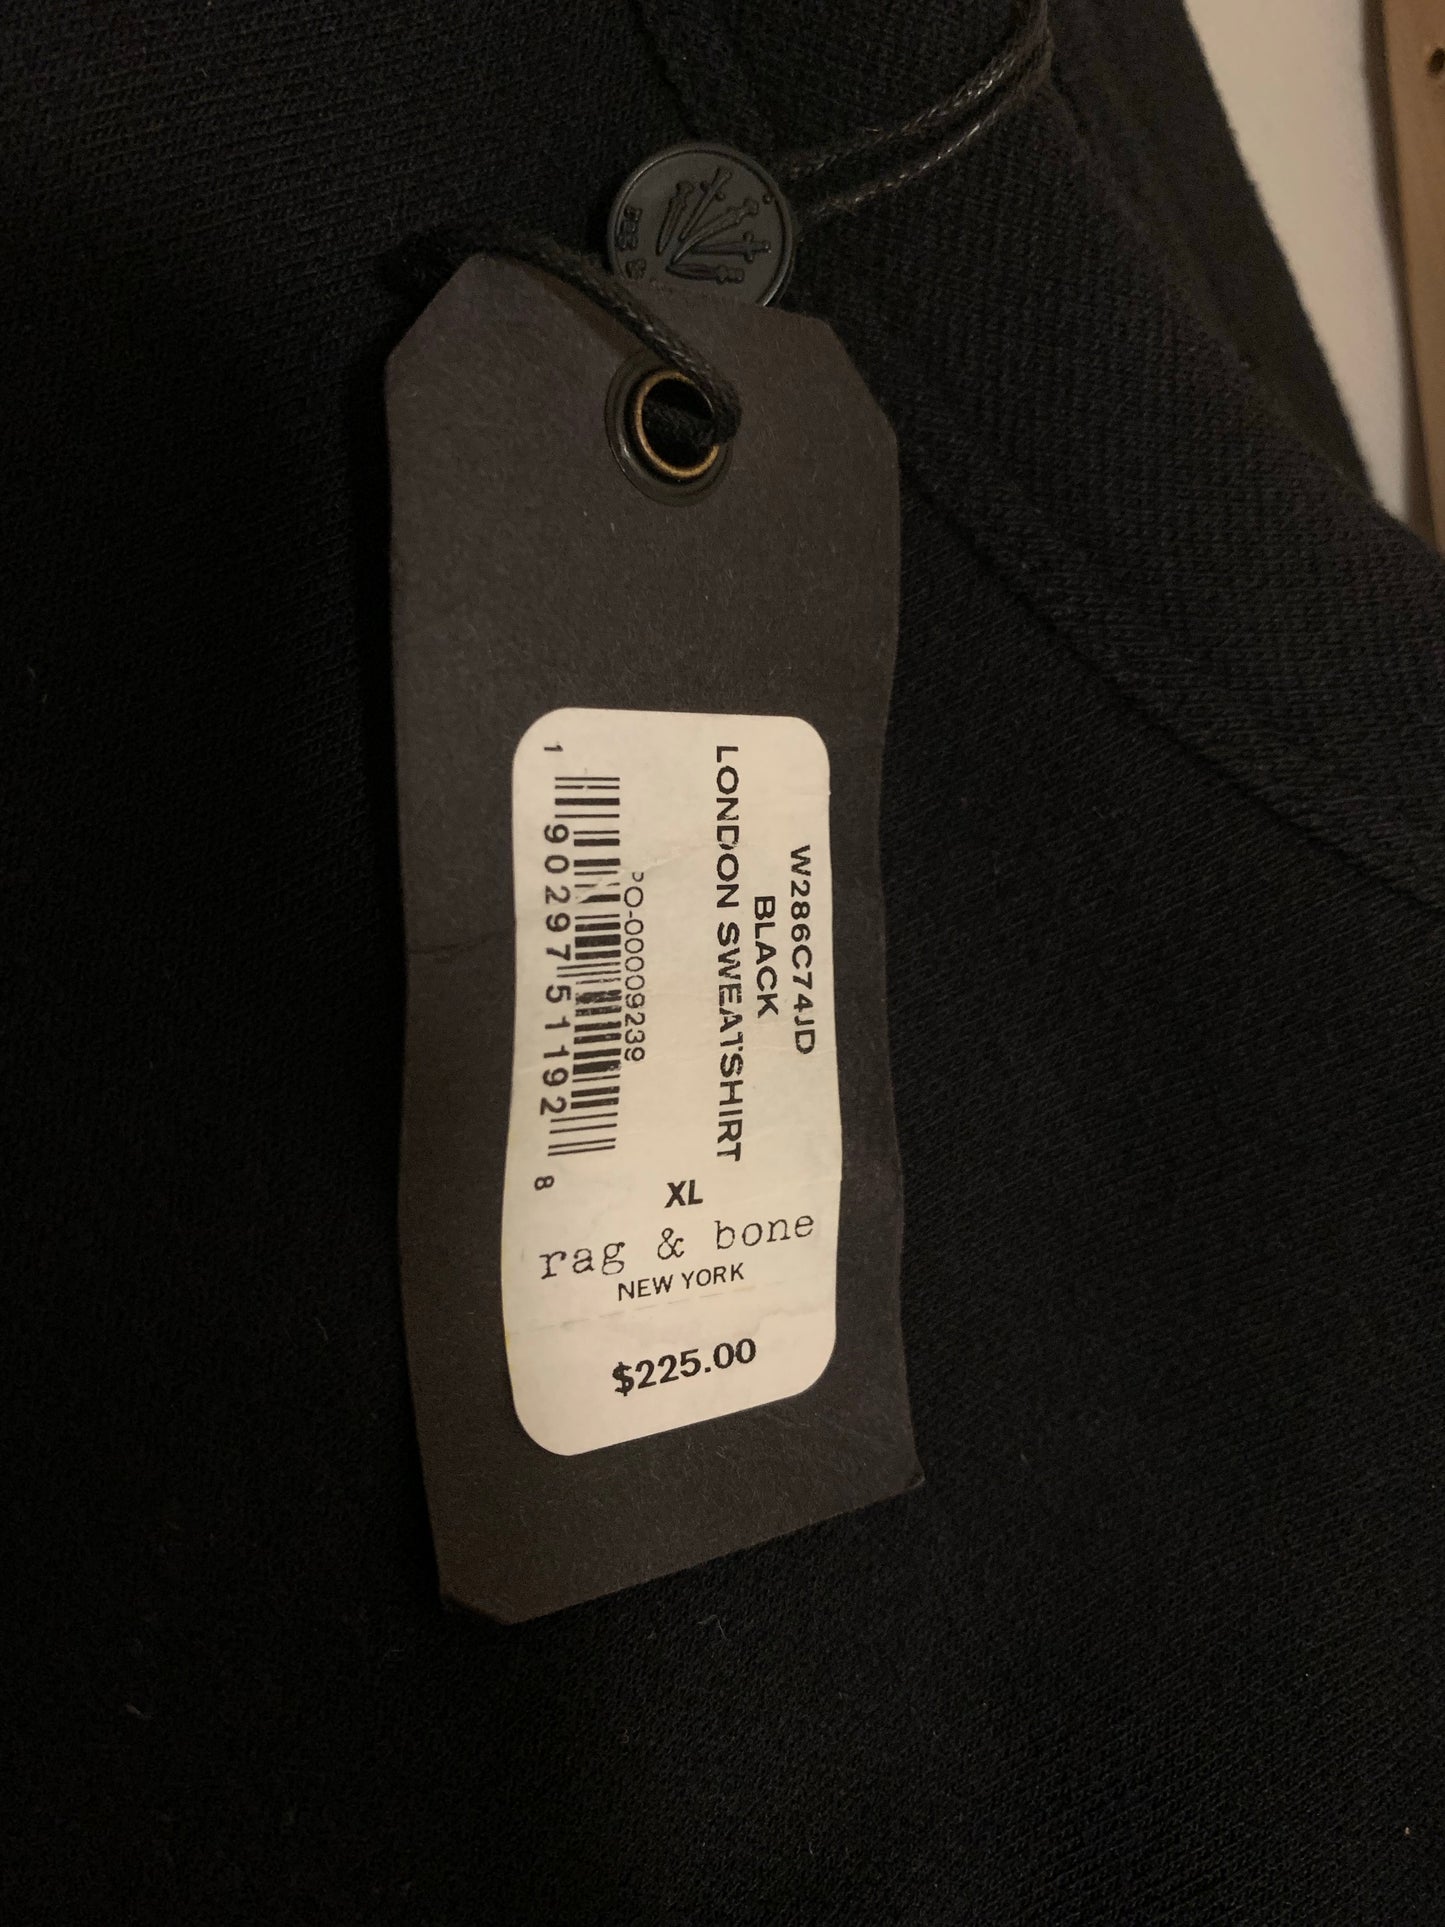 W286C74JD
BLACK
LONDON SWEATSHIRT
PO-00009239
1 90297 51192 8
XL
rag & bone
NEW YORK
$225.00